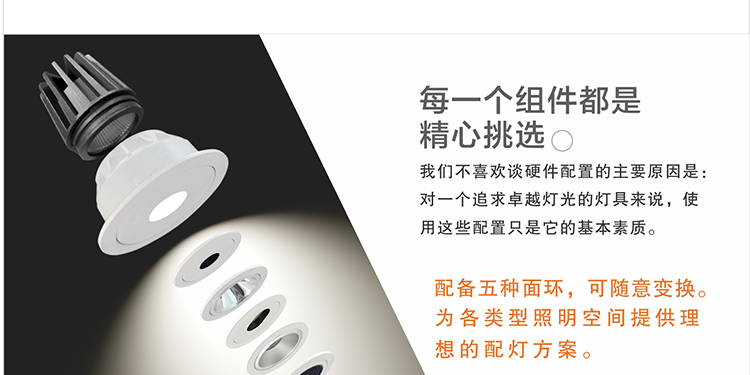 每一个组件都是
精心挑选
我们不喜欢谈硬件配置的主要原因是：
对一个追求卓越灯光的灯具来说，使
用这些配置只是它的基本素质。
配备五种面环，可随意变换。
为各类型照明空间提供理
想的配灯方案。